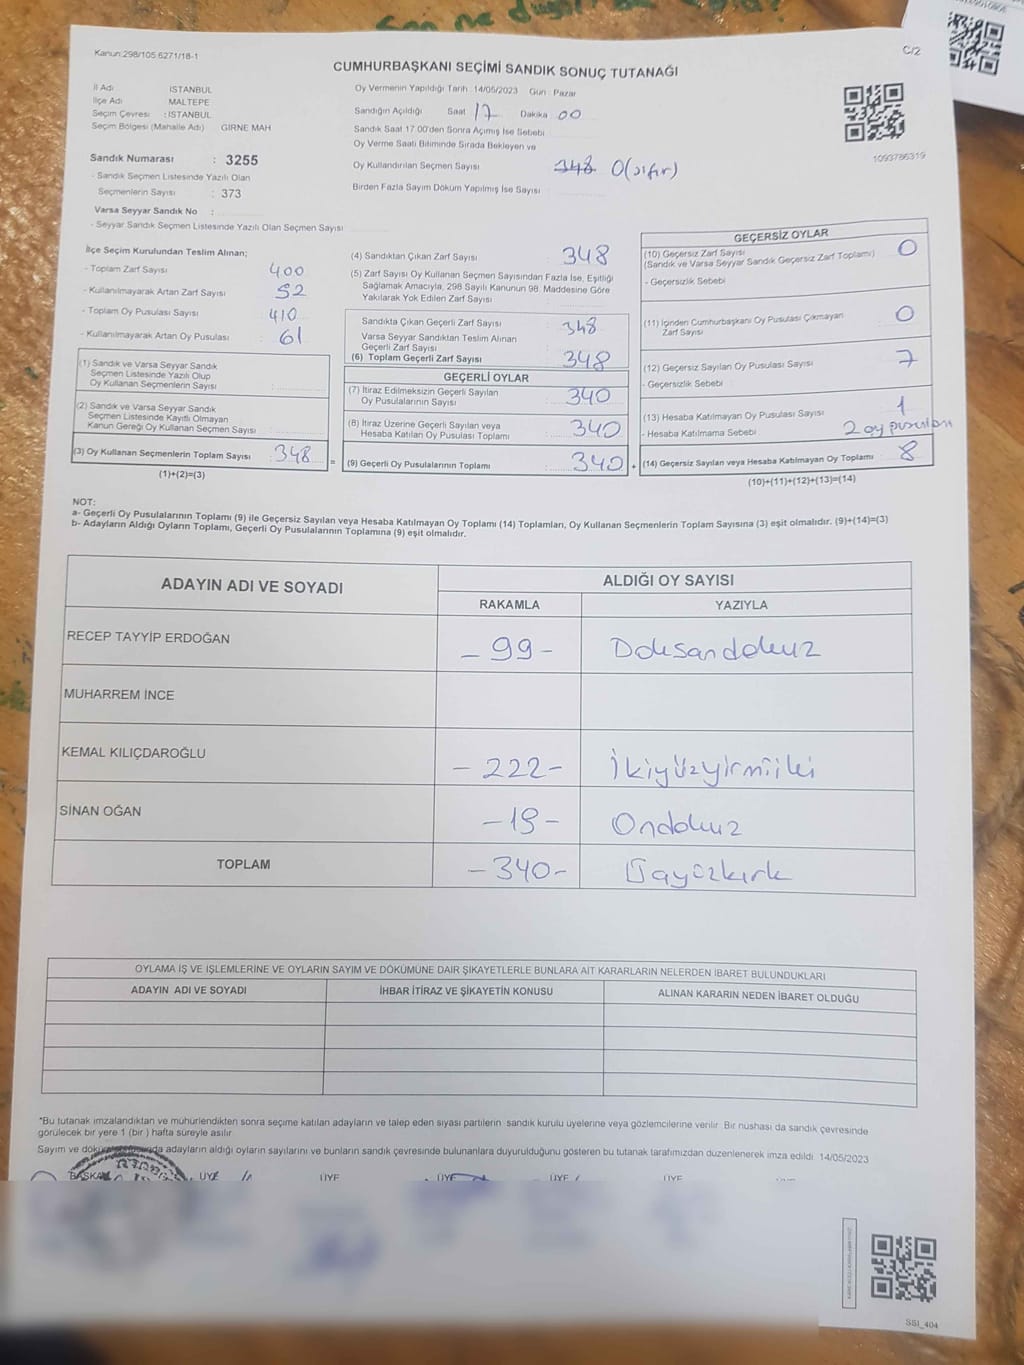 Kanun:298/105.6271/18-1
C/2
CUMHURBAŞKANI SEÇİMİ SANDIK SONUÇ TUTANAĞI
İl Adı İSTANBUL
İlçe Adı MALTEPE
Seçim Çevresi : İSTANBUL
Seçim Bölgesi (Mahalle Adı) GİRNE MAH
Sandık Numarası : 3255
- Sandık Seçmen Listesinde Yazılı Olan
Seçmenlerin Sayısı : 373
Varsa Seyyar Sandık No :
- Seyyar Sandık Seçmen Listesinde Yazılı Olan Seçmen Sayısı
Oy Vermenin Yapıldığı Tarih :14/05/2023 Gün : Pazar
Sandığın Açıldığı Saat 17 Dakika 00
Sandık Saat 17.00'den Sonra Açımış İse Sebebi
Oy Verme Saati Bitiminde Sırada Bekleyen ve
Oy Kullandırılan Seçmen Sayısı 348 0(sıfır)
Birden Fazla Sayım Döküm Yapılmış İse Sayısı :
1093786319
İlçe Seçim Kurulundan Teslim Alınan;
- Toplam Zarf Sayısı 400
- Kullanılmayarak Artan Zarf Sayısı 52
- Toplam Oy Pusulası Sayısı 410
- Kullanılmayarak Artan Oy Pusulası 61
(1) Sandık ve Varsa Seyyar Sandık
Seçmen Listesinde Yazılı Olup
Oy Kullanan Seçmenlerin Sayısı
(2) Sandık ve Varsa Seyyar Sandık
Seçmen Listesinde Kayıtlı Olmayan
Kanun Gereği Oy Kullanan Seçmen Sayısı
(3) Oy Kullanan Seçmenlerin Toplam Sayısı : 348 =
(1)+(2)=(3)
(4) Sandıktan Çıkan Zarf Sayısı : 348
(5) Zarf Sayısı Oy Kullanan Seçmen Sayısından Fazla İse, Eşitliği
Sağlamak Amacıyla, 298 Sayılı Kanunun 98. Maddesine Göre
Yakılarak Yok Edilen Zarf Sayısı
Sandıkta Çıkan Geçerli Zarf Sayısı : 348
Varsa Seyyar Sandıktan Teslim Alınan
Geçerli Zarf Sayısı
(6) Toplam Geçerli Zarf Sayısı : 348
GEÇERLİ OYLAR
(7) İtiraz Edilmeksizin Geçerli Sayılan
Oy Pusulalarının Sayısı : 340
(8) İtiraz Üzerine Geçerli Sayılan veya
Hesaba Katılan Oy Pusulası Toplamı : 340
(9) Geçerli Oy Pusulalarının Toplamı : 340 +
GEÇERSİZ OYLAR
(10) Geçersiz Zarf Sayısı
(Sandık ve Varsa Seyyar Sandık Geçersiz Zarf Toplamı) 0
- Geçersizlik Sebebi
(11) İçinden Cumhurbaşkanı Oy Pusulası Çıkmayan
Zarf Sayısı 0
(12) Geçersiz Sayılan Oy Pusulası Sayısı 7
- Geçersizlik Sebebi
(13) Hesaba Katılmayan Oy Pusulası Sayısı 1
- Hesaba Katılmama Sebebi 2 oy pusulası
(14) Geçersiz Sayılan veya Hesaba Katılmayan Oy Toplamı 8
(10)+(11)+(12)+(13)=(14)
NOT:
a- Geçerli Oy Pusulalarının Toplamı (9) ile Geçersiz Sayılan veya Hesaba Katılmayan Oy Toplamı (14) Toplamları, Oy Kullanan Seçmenlerin Toplam Sayısına (3) eşit olmalıdır. (9)+(14)=(3)
b- Adayların Aldığı Oyların Toplamı, Geçerli Oy Pusulalarının Toplamına (9) eşit olmalıdır.
ADAYIN ADI VE SOYADI ALDIĞI OY SAYISI
RAKAMLA YAZIYLA
RECEP TAYYİP ERDOĞAN - 99 - Doksandokuz
MUHARREM İNCE
KEMAL KILIÇDAROĞLU - 222 - İkiyüzyirmiiki
SİNAN OĞAN - 19 - Ondokuz
TOPLAM - 340 - Üçyüzkırk
OYLAMA İŞ VE İŞLEMLERİNE VE OYLARIN SAYIM VE DÖKÜMÜNE DAİR ŞİKAYETLERLE BUNLARA AİT KARARLARIN NELERDEN İBARET BULUNDUKLARI
ADAYIN ADI VE SOYADI İHBAR İTİRAZ VE ŞİKAYETİN KONUSU ALINAN KARARIN NEDEN İBARET OLDUĞU
*Bu tutanak imzalandıktan ve mühürlendikten sonra seçime katılan adayların ve talep eden siyasi partilerin sandık kurulu üyelerine veya gözlemcilerine verilir. Bir nüshası da sandık çevresinde
görülecek bir yere 1 (bir ) hafta süreyle asılır
Sayım ve dökümü adayların aldığı oyların sayılarını ve bunların sandık çevresinde bulunanlara duyurulduğunu gösteren bu tutanak tarafımızdan düzenlenerek imza edildi. 14/05/2023
BAŞKAN ÜYE ÜYE ÜYE ÜYE ÜYE
SSI_404